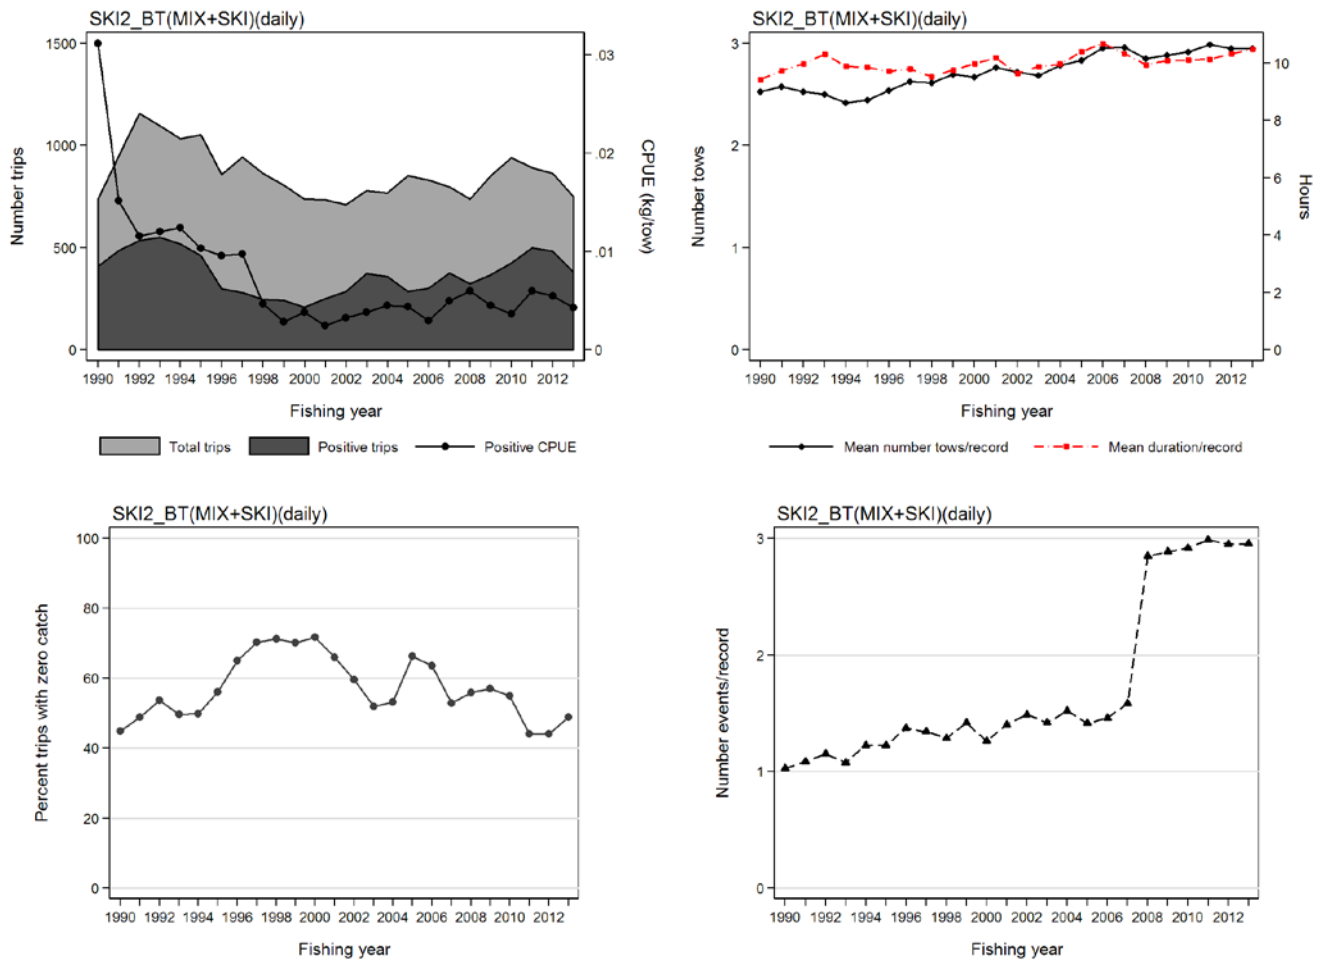 SKI2_BT(MIX+SKI)(daily)
1500
1000
500
0
Number trips
.03
.02
.01
0
CPUE (kg/tow)
1990 1992 1994 1996 1998 2000 2002 2004 2006 2008 2010 2012
Fishing year
Total trips Positive trips Positive CPUE
SKI2_BT(MIX+SKI)(daily)
3
2
1
0
Number tows
10
8
6
4
2
0
Hours
1990 1992 1994 1996 1998 2000 2002 2004 2006 2008 2010 2012
Fishing year
Mean number tows/record Mean duration/record
SKI2_BT(MIX+SKI)(daily)
100
80
60
40
20
0
Percent trips with zero catch
1990 1992 1994 1996 1998 2000 2002 2004 2006 2008 2010 2012
Fishing year
SKI2_BT(MIX+SKI)(daily)
3
2
1
0
Number events/record
1990 1992 1994 1996 1998 2000 2002 2004 2006 2008 2010 2012
Fishing year